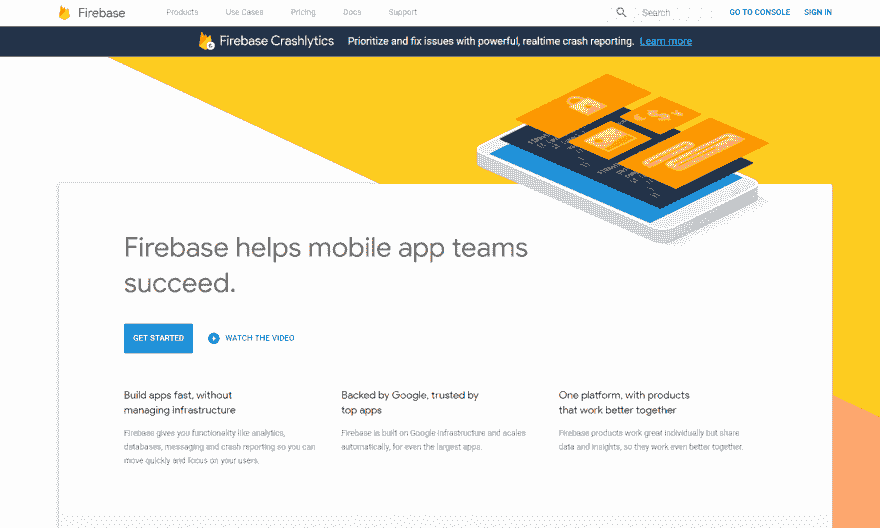 Firebase
Products
Use Cases
Pricing
Docs
Support
Search
GO TO CONSOLE
SIGN IN
Firebase Crashlytics
Prioritize and fix issues with powerful, realtime crash reporting. Learn more
Firebase helps mobile app teams
succeed.
GET STARTED
WATCH THE VIDEO
Build apps fast, without
managing infrastructure
Firebase gives you functionality like analytics,
databases, messaging and crash reporting so you can
move quickly and focus on your users.
Backed by Google, trusted by
top apps
Firebase is built on Google infrastructure and scales
automatically, for even the largest apps.
One platform, with products
that work better together
Firebase products work great individually but share
data and insights, so they work even better together.